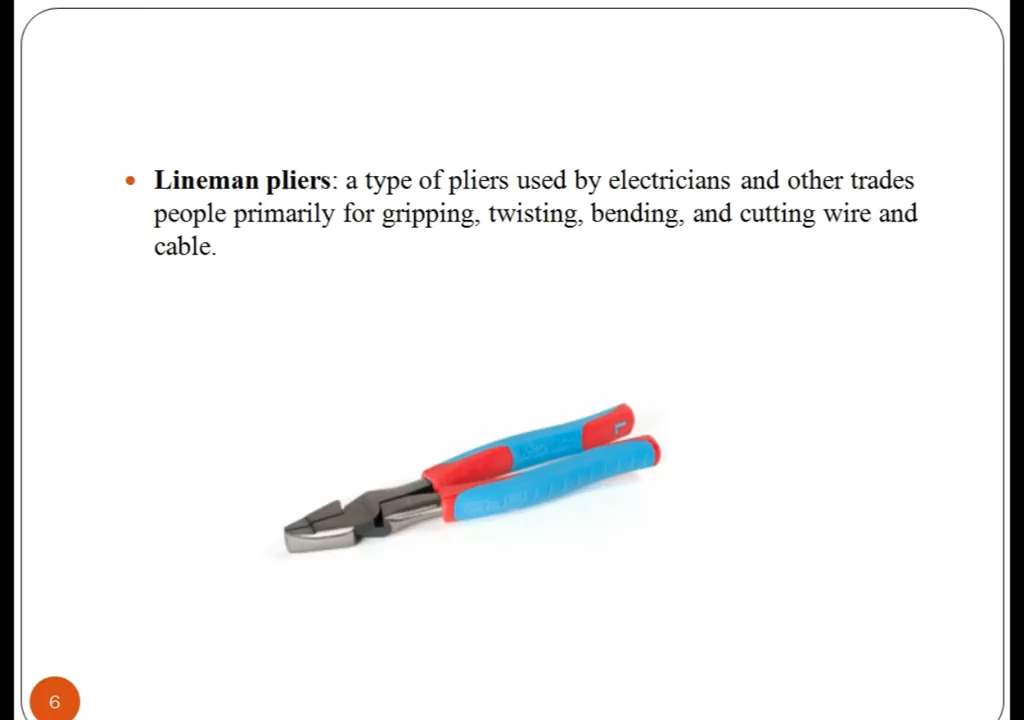 Lineman pliers: a type of pliers used by electricians and other trades
people primarily for gripping, twisting, bending, and cutting wire and
cable.
L
6